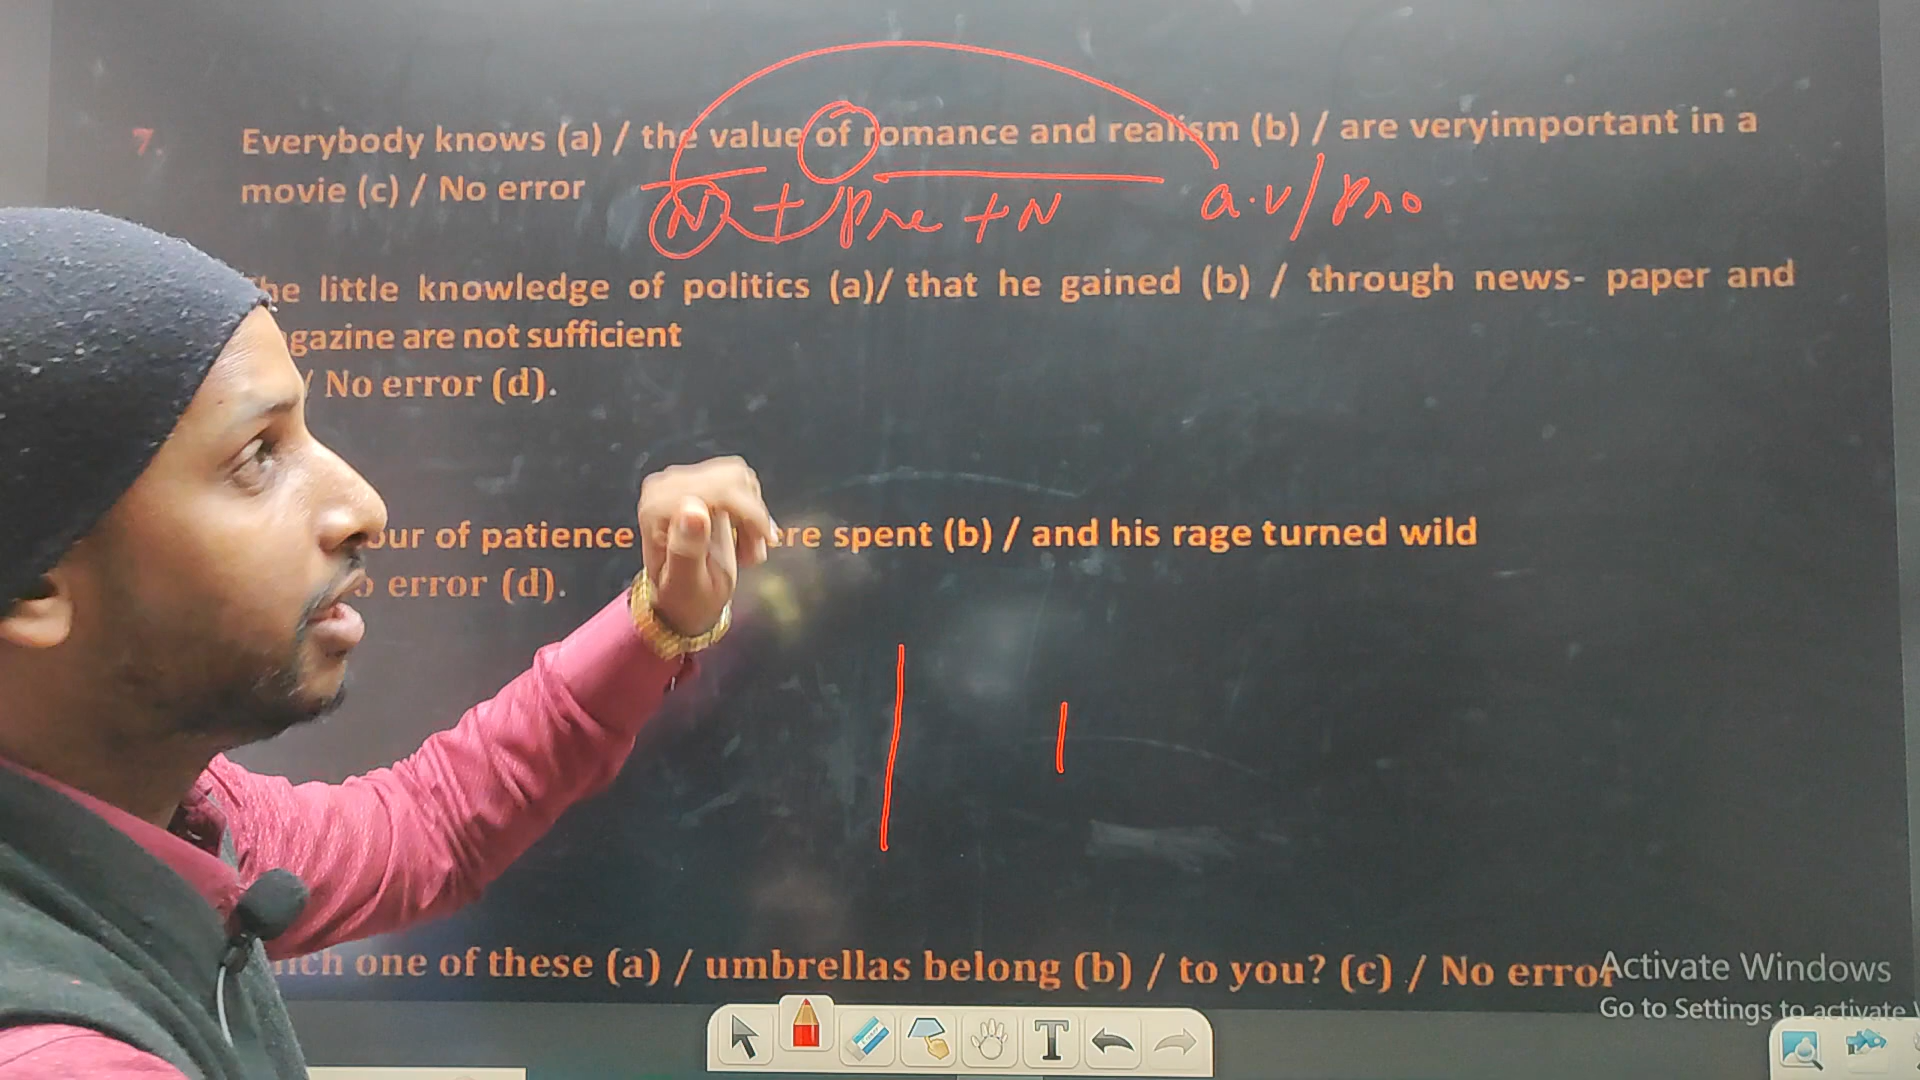 7. Everybody knows (a) / the value of romance and realism (b) / are veryimportant in a
movie (c) / No error
N + Pre + N a.v/Pro
he little knowledge of politics (a)/ that he gained (b) / through news- paper and
gazine are not sufficient
/ No error (d).
our of patience ere spent (b) / and his rage turned wild
o error (d).
ich one of these (a) / umbrellas belong (b) / to you? (c) / No error
Activate Windows
Go to Settings to activate
T